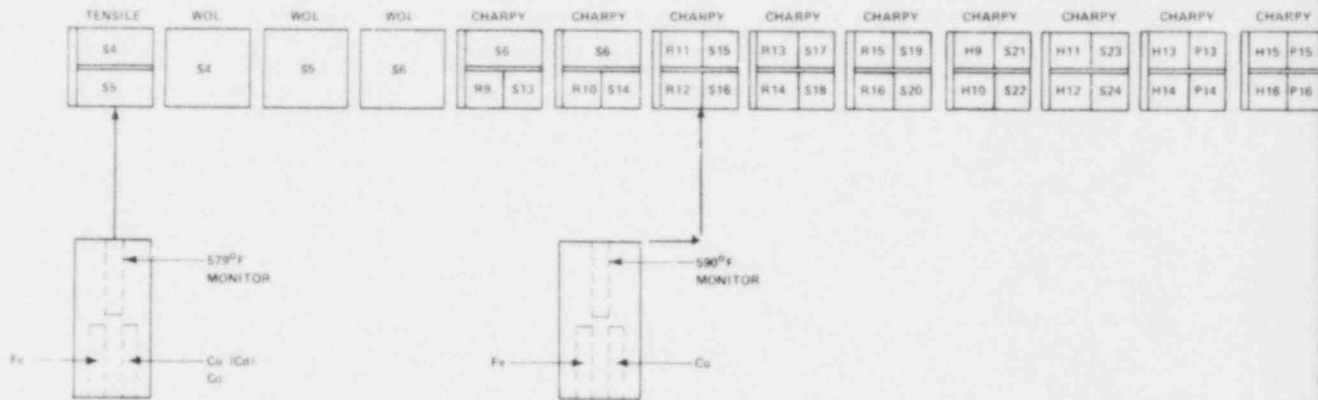 TENSILE WOL WOL WOL CHARPY CHARPY CHARPY CHARPY CHARPY CHARPY CHARPY CHARPY CHARPY
S4 S6 S6 R11 S15 R13 S17 R15 S19 H9 S21 H11 S23 H13 P13 H15 P15
S4 S5 S6
S5 R9 S13 R10 S14 R12 S16 R14 S18 R16 S20 H10 S22 H12 S24 H14 P14 H16 P16
579°F
MONITOR
590°F
MONITOR
Fe
Co (Cd)
Co
Fe
Cu